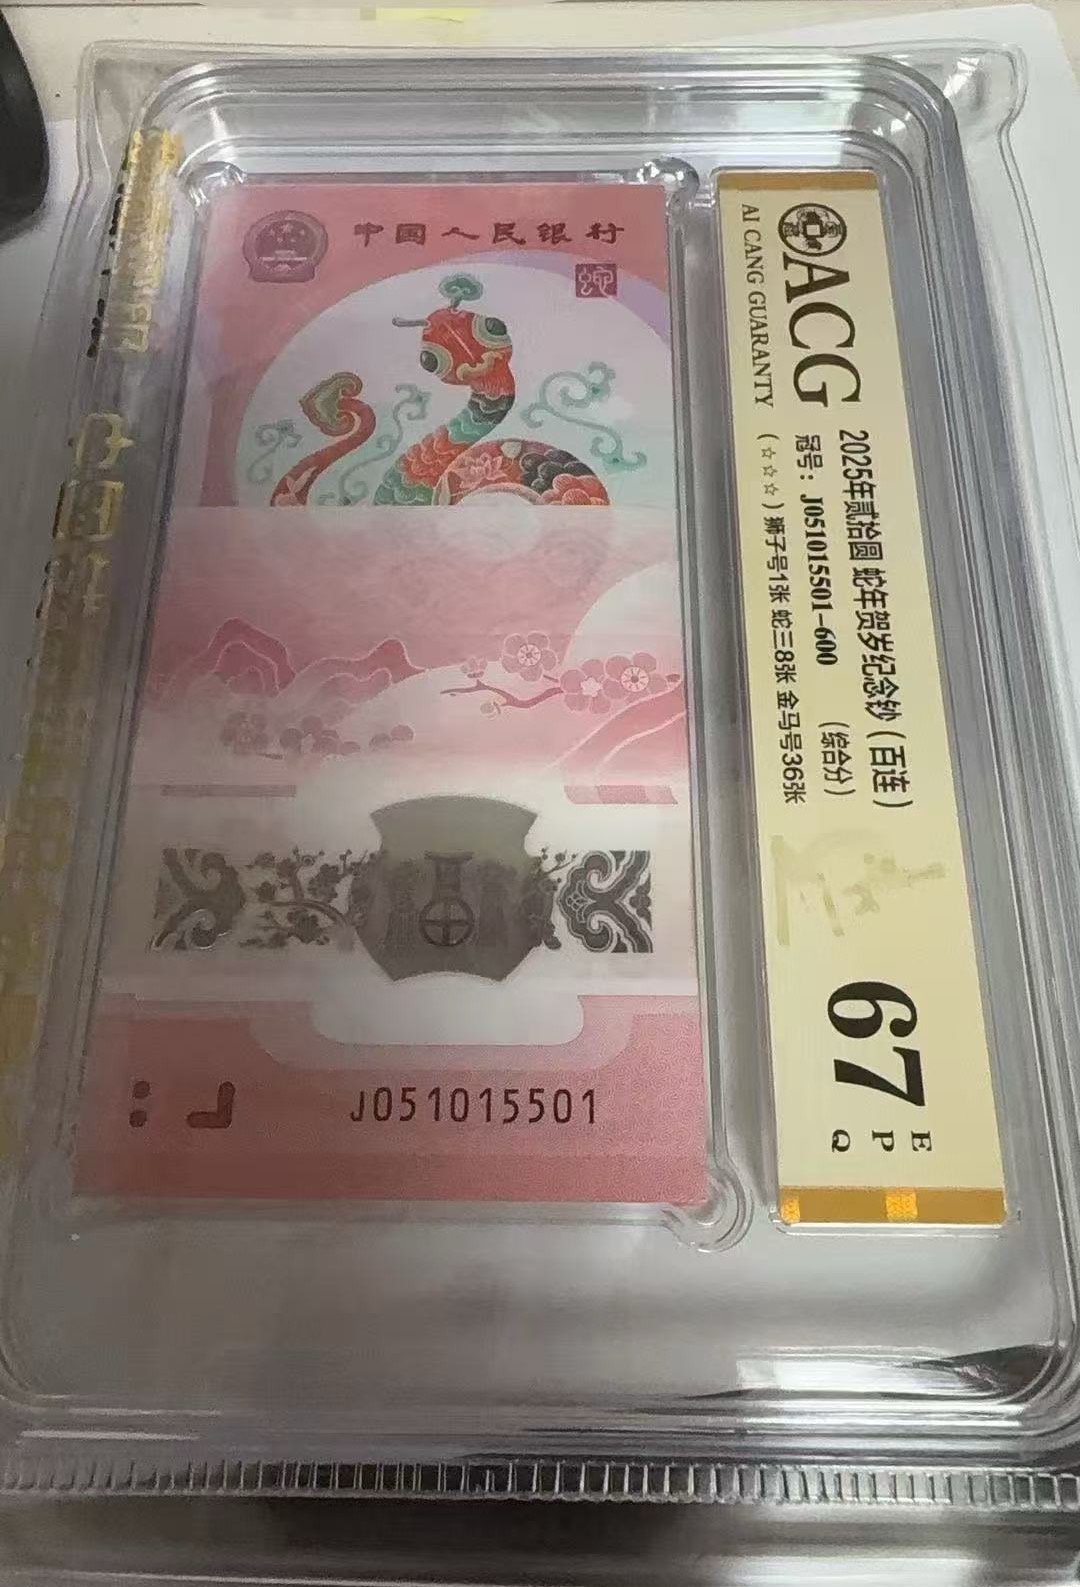 中国人民银行
蛇
J051015501
ACG
AI CANG GUARANTY
2025年贰拾圆 蛇年贺岁纪念钞（百连）
冠号：J051015501-600 （综合分）
（☆☆☆）狮子号1张 蛇三8张 金马号36张
67
E
P
Q